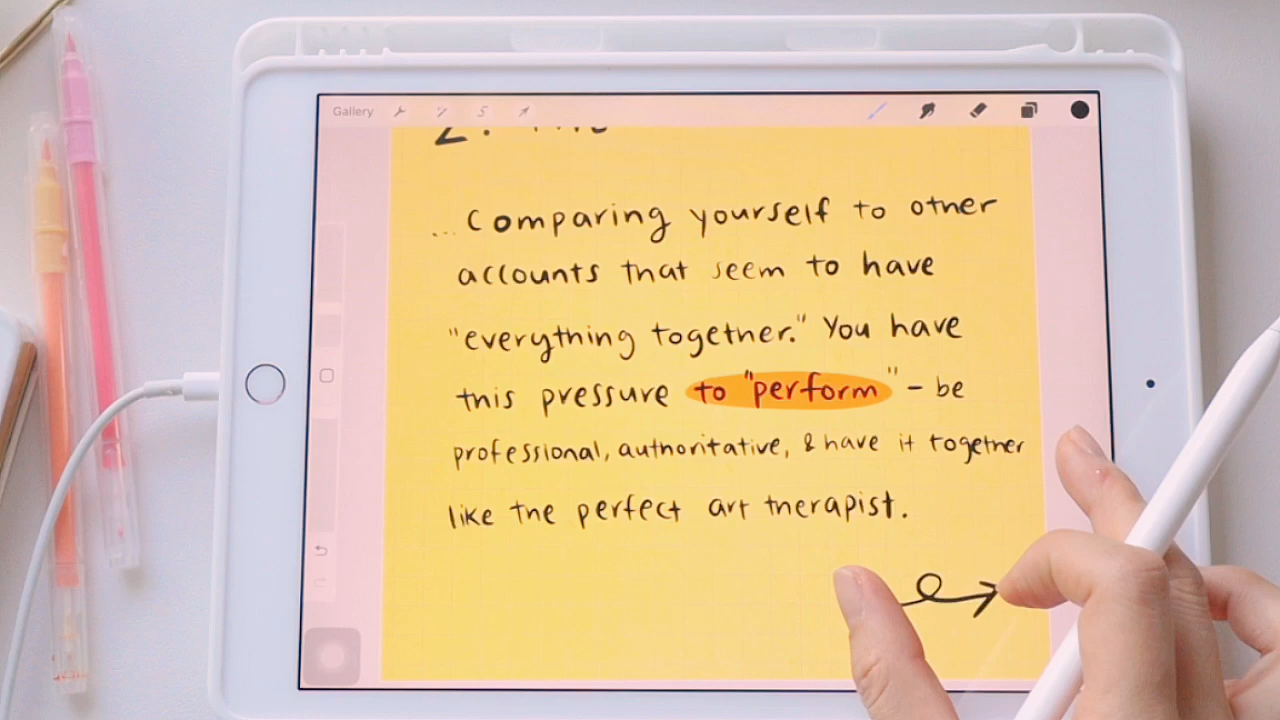 Gallery
2.
... Comparing yourself to other
accounts that seem to have
"everything together." You have
this pressure to "perform" - be
professional, authoritative, & have it together
like the perfect art therapist.